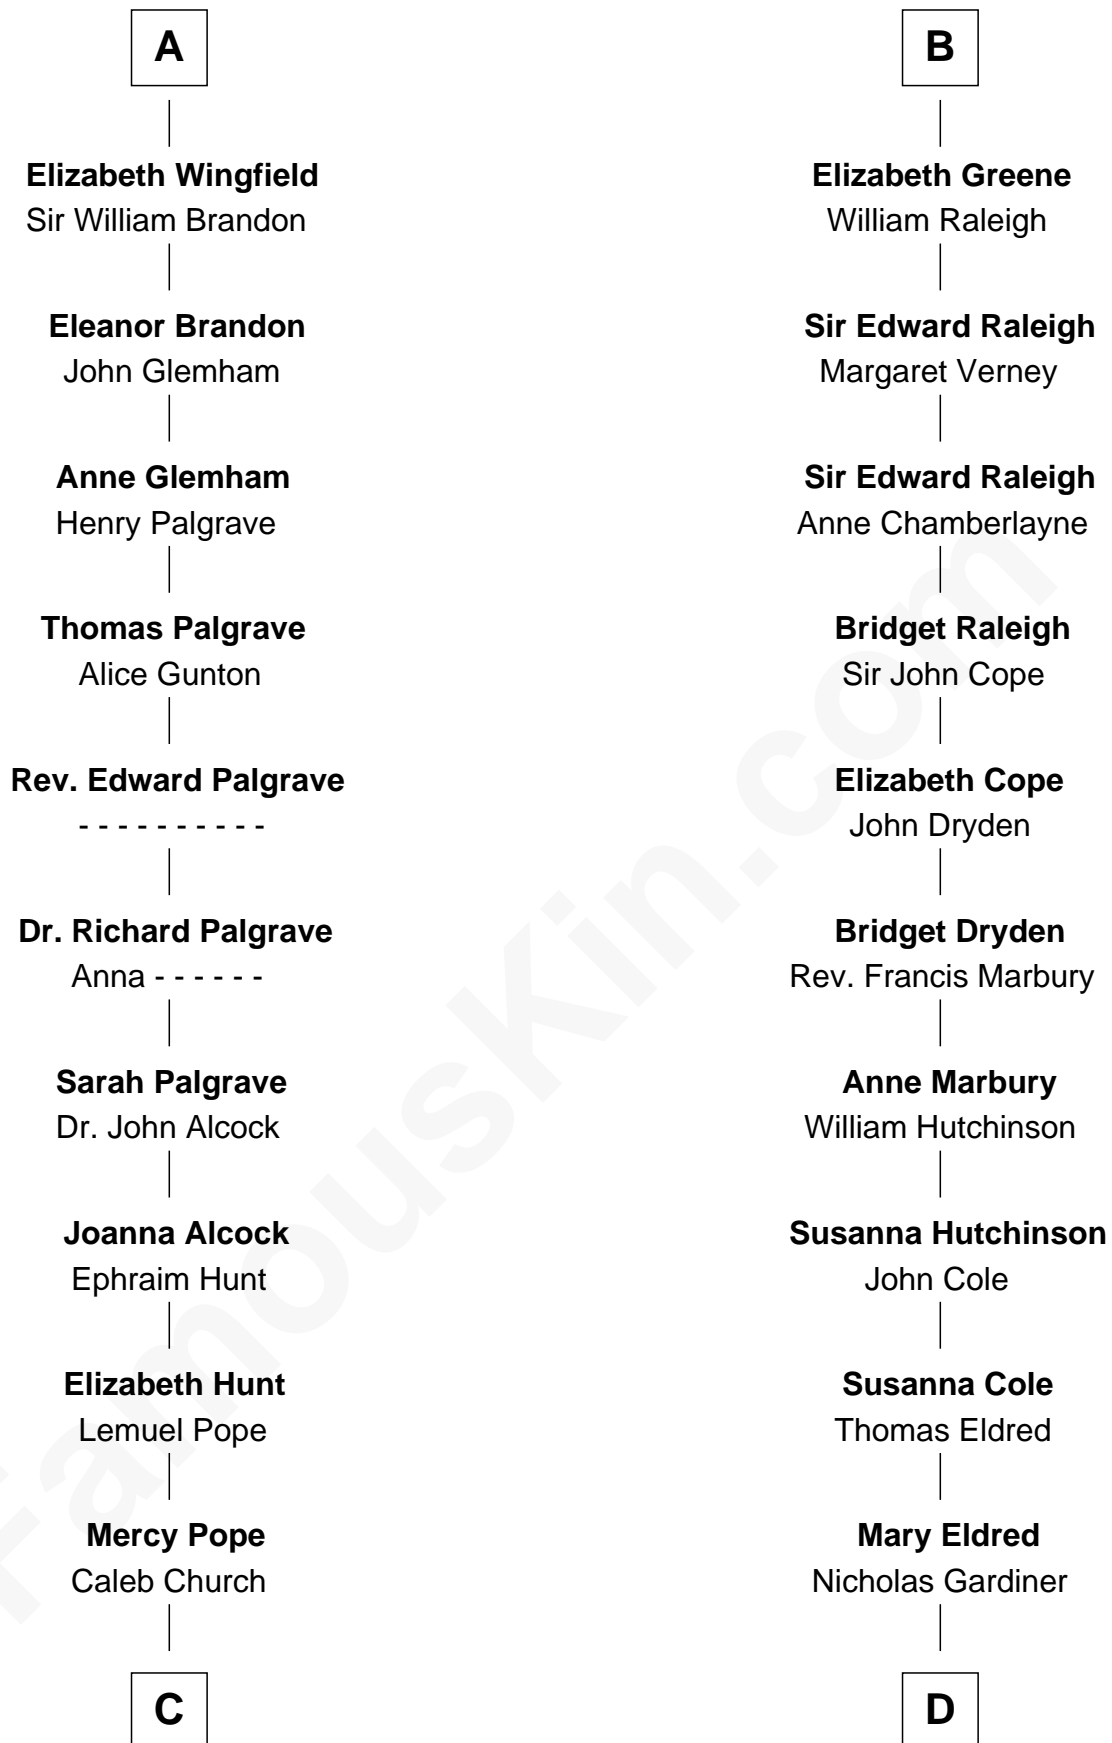 A
Elizabeth Wingfield
Sir William Brandon
Eleanor Brandon
John Glemham
Anne Glemham
Henry Palgrave
Thomas Palgrave
Alice Gunton
Rev. Edward Palgrave
- - - - - - - - - -
Dr. Richard Palgrave
Anna - - - - - -
Sarah Palgrave
Dr. John Alcock
Joanna Alcock
Ephraim Hunt
Elizabeth Hunt
Lemuel Pope
Mercy Pope
Caleb Church
C
B
Elizabeth Greene
William Raleigh
Sir Edward Raleigh
Margaret Verney
Sir Edward Raleigh
Anne Chamberlayne
Bridget Raleigh
Sir John Cope
Elizabeth Cope
John Dryden
Bridget Dryden
Rev. Francis Marbury
Anne Marbury
William Hutchinson
Susanna Hutchinson
John Cole
Susanna Cole
Thomas Eldred
Mary Eldred
Nicholas Gardiner
D
FamousKin.com